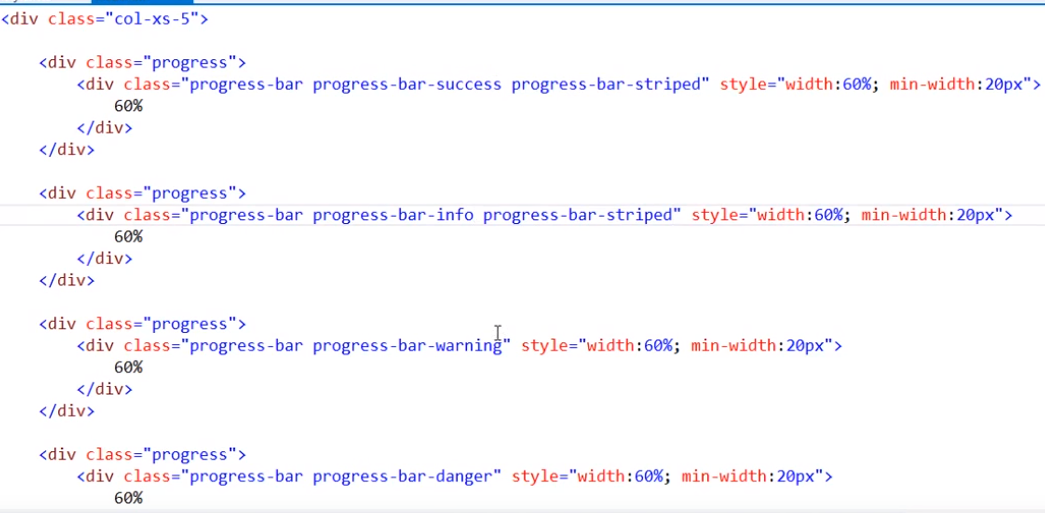 <div class="col-xs-5">
<div class="progress">
<div class="progress-bar progress-bar-success progress-bar-striped" style="width:60%; min-width:20px">
60%
</div>
</div>
<div class="progress">
<div class="progress-bar progress-bar-info progress-bar-striped" style="width:60%; min-width:20px">
60%
</div>
</div>
<div class="progress">
<div class="progress-bar progress-bar-warning" style="width:60%; min-width:20px">
60%
</div>
</div>
<div class="progress">
<div class="progress-bar progress-bar-danger" style="width:60%; min-width:20px">
60%